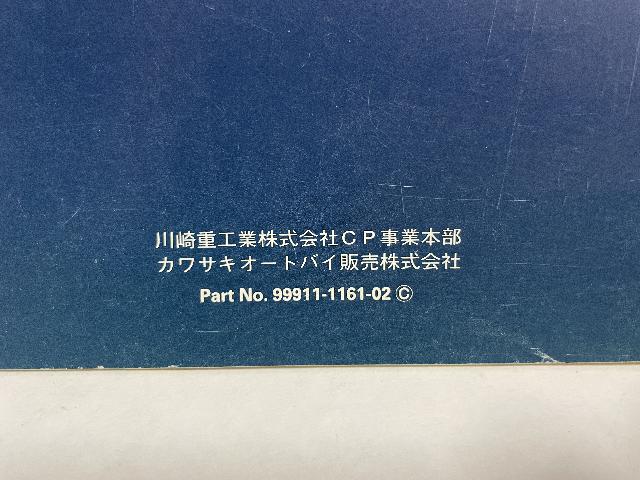 川崎重工業株式会社ＣＰ事業本部
カワサキオートバイ販売株式会社
Part No. 99911-1161-02 ©